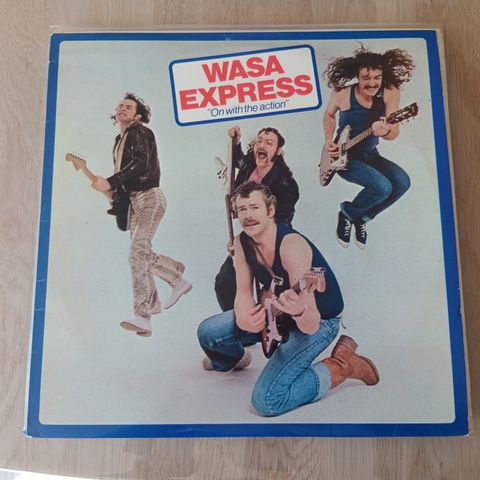 WASA
EXPRESS
"On with the action"